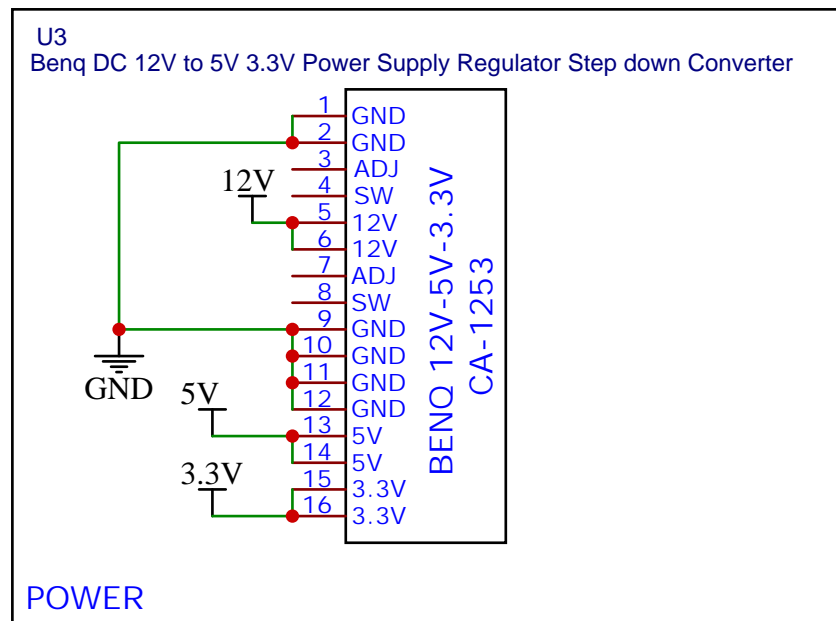 U3
Benq DC 12V to 5V 3.3V Power Supply Regulator Step down Converter
1 GND
2 GND
3 ADJ
12V
4 SW
5 12V
6 12V
7 ADJ
8 SW
9 GND
10 GND
11 GND
12 GND
GND
5V
13 5V
14 5V
3.3V
15 3.3V
16 3.3V
BENQ 12V-5V-3.3V
CA-1253
POWER